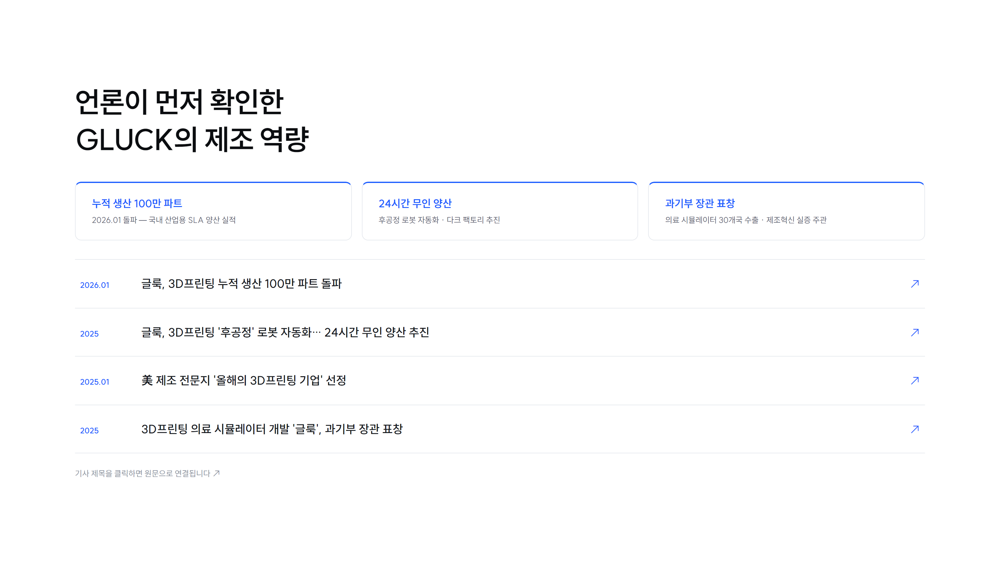 언론이 먼저 확인한
GLUCK의 제조 역량
누적 생산 100만 파트
2026.01 돌파 — 국내 산업용 SLA 양산 실적
24시간 무인 양산
후공정 로봇 자동화 · 다크 팩토리 추진
과기부 장관 표창
의료 시뮬레이터 30개국 수출 · 제조혁신 실증 주관
2026.01 글룩, 3D프린팅 누적 생산 100만 파트 돌파 ↗
2025 글룩, 3D프린팅 '후공정' 로봇 자동화… 24시간 무인 양산 추진 ↗
2025.01 美 제조 전문지 '올해의 3D프린팅 기업' 선정 ↗
2025 3D프린팅 의료 시뮬레이터 개발 '글룩', 과기부 장관 표창 ↗
기사 제목을 클릭하면 원문으로 연결됩니다 ↗